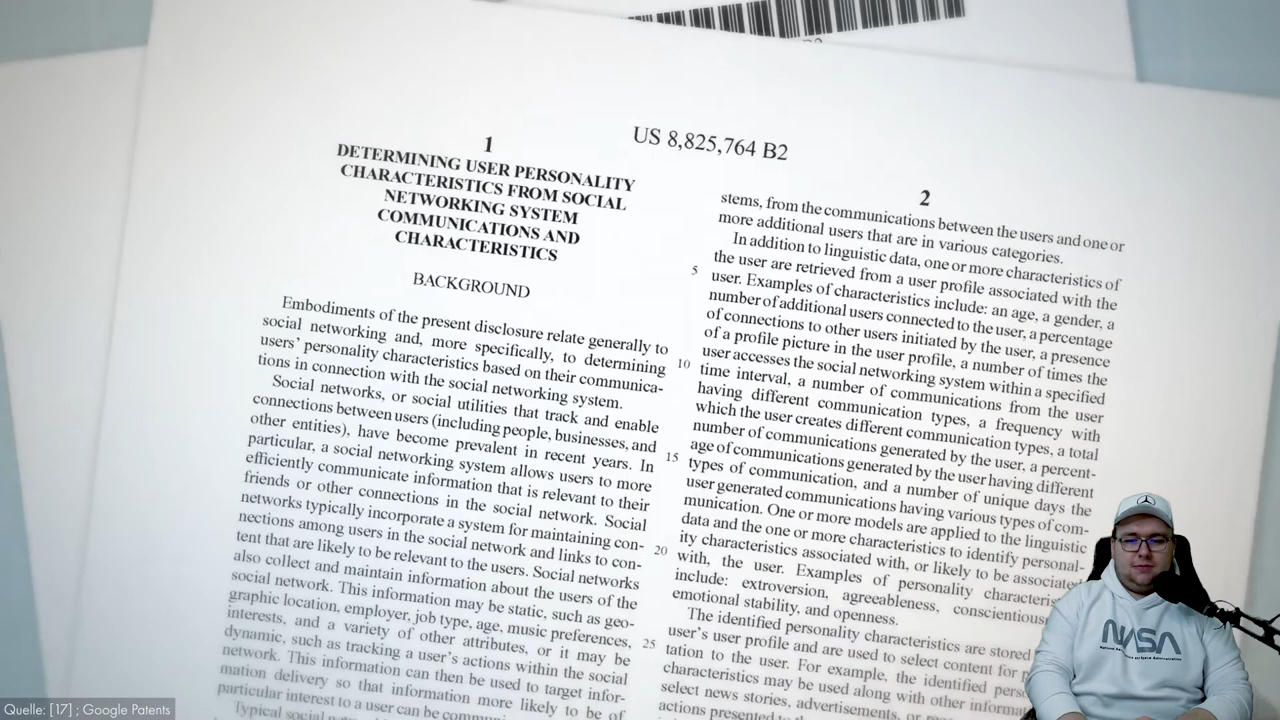 US 8,825,764 B2
1
DETERMINING USER PERSONALITY
CHARACTERISTICS FROM SOCIAL
NETWORKING SYSTEM
COMMUNICATIONS AND
CHARACTERISTICS
BACKGROUND
Embodiments of the present disclosure relate generally to
social networking and, more specifically, to determining
users' personality characteristics based on their communica-
tions in connection with the social networking system.
Social networks, or social utilities that track and enable
connections between users (including people, businesses, and
other entities), have become prevalent in recent years. In
particular, a social networking system allows users to more
efficiently communicate information that is relevant to their
friends or other connections in the social network. Social
networks typically incorporate a system for maintaining con-
nections among users in the social network and links to con-
tent that are likely to be relevant to the users. Social networks
also collect and maintain information about the users of the
social network. This information may be static, such as geo-
graphic location, employer, job type, age, music preferences,
interests, and a variety of other attributes, or it may be
dynamic, such as tracking a user's actions within the social
network. This information can then be used to target infor-
mation delivery so that information more likely to be of
particular interest to a user can be
Typical social
5
10
15
20
25
2
stems, from the communications between the users and one or
more additional users that are in various categories.
In addition to linguistic data, one or more characteristics of
the user are retrieved from a user profile associated with the
user. Examples of characteristics include: an age, a gender, a
number of additional users connected to the user, a percentage
of connections to other users initiated by the user, a presence
of a profile picture in the user profile, a number of times the
user accesses the social networking system within a specified
time interval, a number of communications from the user
having different communication types, a frequency with
which the user creates different communication types, a total
number of communications generated by the user, a percent-
age of communications generated by the user having different
types of communication, and a number of unique days the
user generated communications having various types of com-
munication. One or more models are applied to the linguistic
data and the one or more characteristics to identify personal-
ity characteristics associated with, or likely to be associated
with, the user. Examples of personality
include: extroversion, agreeableness,
emotional stability, and openness.
The identified personality characteristics are stored
user's user profile and are used to select content for
tation to the user. For example, the identified
characteristics may be used along with other
select news stories, advertisements, or
actions presented
NASA
National Aeronautics and Space Administration
Quelle: [17] ; Google Patents